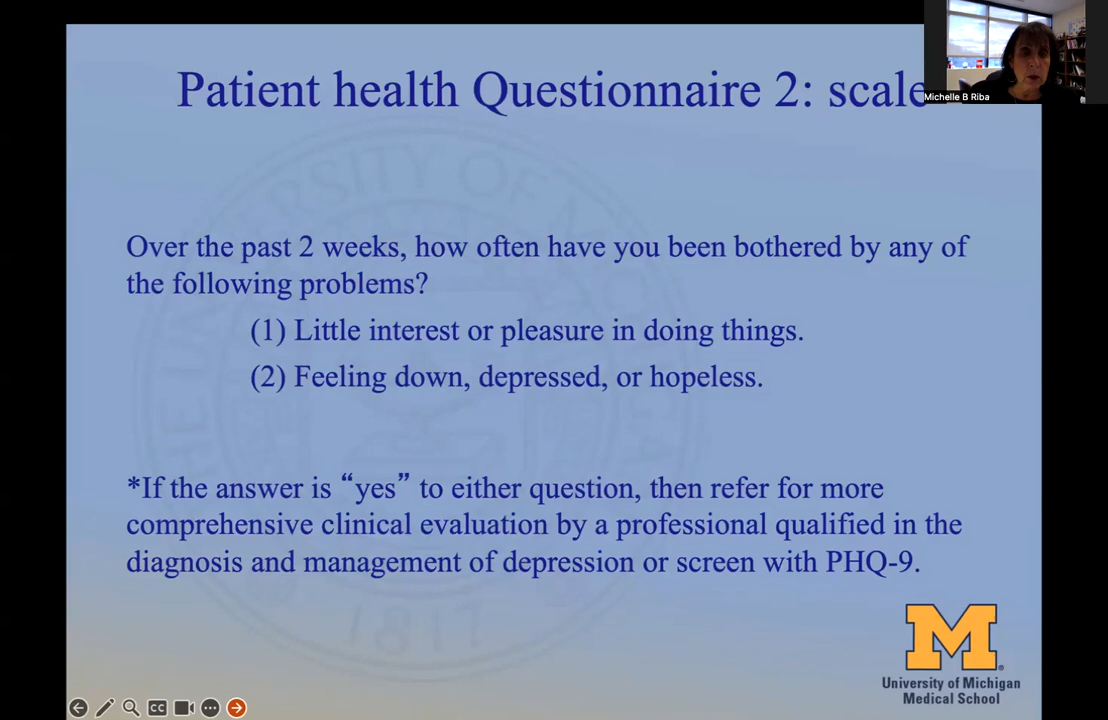 Patient health Questionnaire 2: scale
Michelle B Riba
Over the past 2 weeks, how often have you been bothered by any of
the following problems?
(1) Little interest or pleasure in doing things.
(2) Feeling down, depressed, or hopeless.
*If the answer is “yes” to either question, then refer for more
comprehensive clinical evaluation by a professional qualified in the
diagnosis and management of depression or screen with PHQ-9.
1817
M
University of Michigan
Medical School
CC